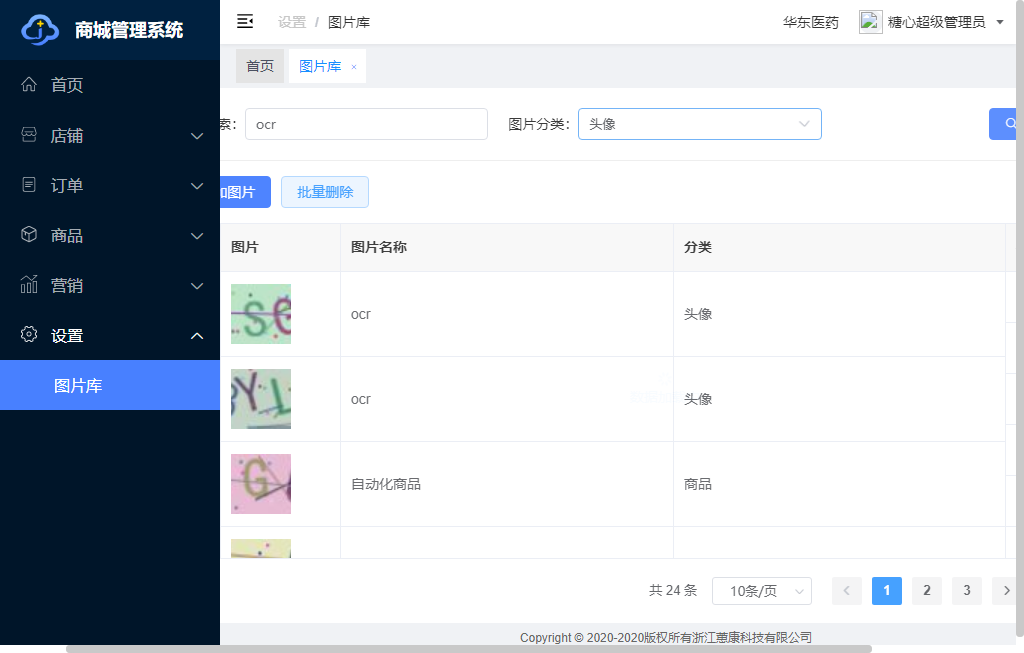 商城管理系统
设置 / 图片库
华东医药
糖心超级管理员
首页
图片库 ×
首页
店铺
订单
商品
营销
设置
图片库
索:
ocr
图片分类:
头像
加图片
批量删除
图片
图片名称
分类
ocr
头像
ocr
头像
自动化商品
商品
共 24 条
10条/页
1
2
3
Copyright © 2020-2020版权所有浙江蒽康科技有限公司